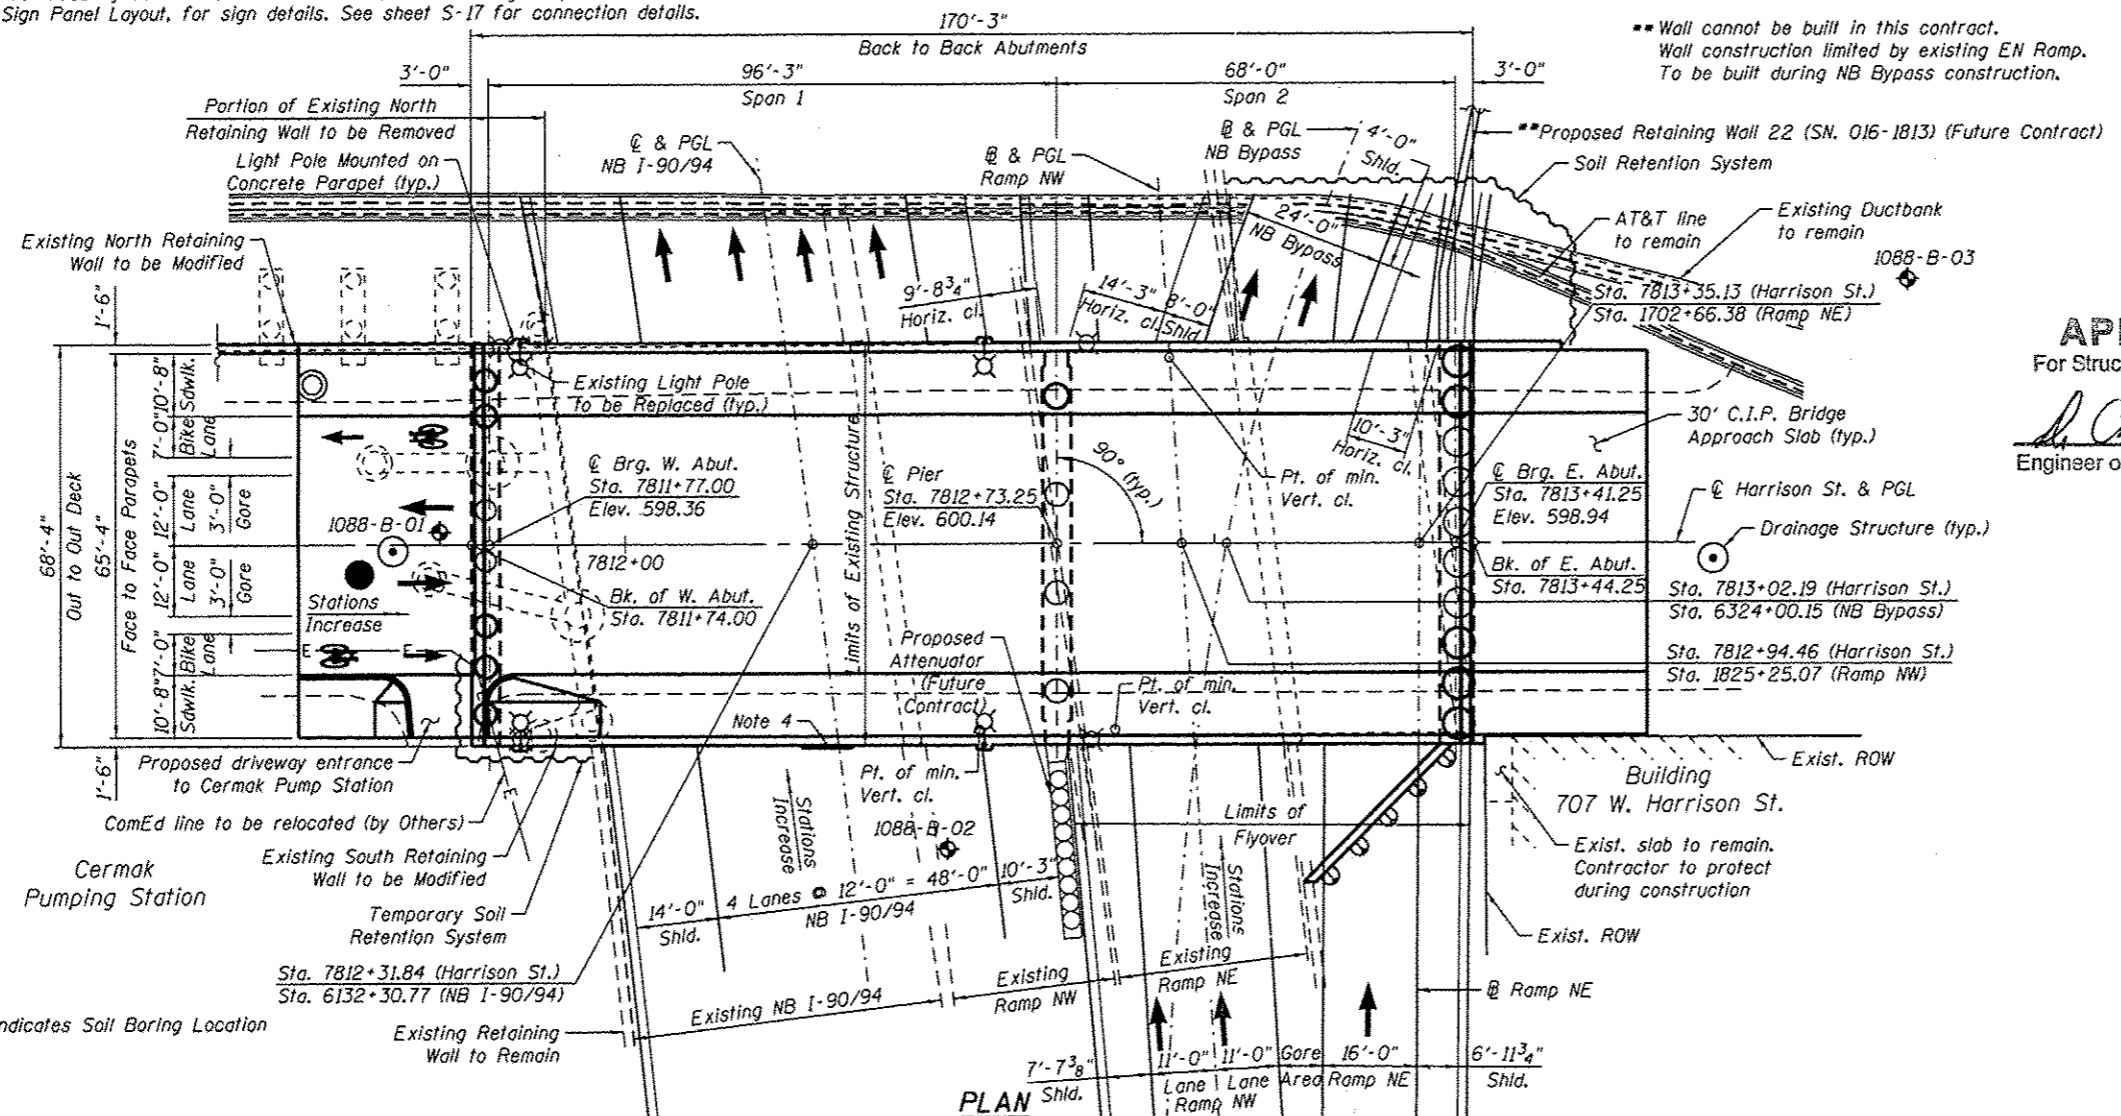 Sign Panel Layout, for sign details. See sheet S-17 for connection details.
170'-3"
Back to Back Abutments
** Wall cannot be built in this contract.
Wall construction limited by existing EN Ramp.
To be built during NB Bypass construction.
3'-0"
96'-3"
Span 1
68'-0"
Span 2
3'-0"
Portion of Existing North
Retaining Wall to be Removed
Light Pole Mounted on
Concrete Parapet (typ.)
℄ & PGL
NB I-90/94
& PGL
Ramp NW
& PGL
NB Bypass
4'-0"
Shld.
**Proposed Retaining Wall 22 (SN. 016-1813) (Future Contract)
Soil Retention System
Existing North Retaining
Wall to be Modified
24'-0"
NB Bypass
AT&T line
to remain
Existing Ductbank
to remain
1088-B-03
1'-6"
9'-8¾"
Horiz. cl.
14'-3"
Horiz. cl.
8'-0"
Shld.
Sta. 7813+35.13 (Harrison St.)
Sta. 1702+66.38 (Ramp NE)
For Struc
Engineer o
68'-4"
Out to Out Deck
65'-4"
Face to Face Parapets
10'-8"
Sdwlk.
7'-0"
Bike
Lane
12'-0"
Lane
3'-0"
Gore
12'-0"
Lane
3'-0"
Gore
7'-0"
Bike
Lane
10'-8"
Sdwlk.
1'-6"
Existing Light Pole
to be Replaced (typ.)
Limits of Existing Structure
10'-3"
Horiz. cl.
30' C.I.P. Bridge
Approach Slab (typ.)
1088-B-01
℄ Brg. W. Abut.
Sta. 7811+77.00
Elev. 598.36
℄ Pier
Sta. 7812+73.25
Elev. 600.14
90° (typ.)
Pt. of min.
Vert. cl.
℄ Brg. E. Abut.
Sta. 7813+41.25
Elev. 598.94
℄ Harrison St. & PGL
Drainage Structure (typ.)
7812+00
Bk. of W. Abut.
Sta. 7811+74.00
Bk. of E. Abut.
Sta. 7813+44.25
Sta. 7813+02.19 (Harrison St.)
Sta. 6324+00.15 (NB Bypass)
Stations
Increase
E
E
Proposed
Attenuator
(Future
Contract)
Sta. 7812+94.46 (Harrison St.)
Sta. 1825+25.07 (Ramp NW)
Note 4
Pt. of min.
Vert. cl.
Proposed driveway entrance
to Cermak Pump Station
E
Pt. of min.
Vert. cl.
Exist. ROW
Building
707 W. Harrison St.
ComEd line to be relocated (by Others)
Stations
Increase
1088-B-02
Limits of
Flyover
Existing South Retaining
Wall to be Modified
Exist. slab to remain.
Contractor to protect
during construction
Cermak
Pumping Station
14'-0"
Shld.
4 Lanes @ 12'-0" = 48'-0"
NB I-90/94
10'-3"
Shld.
Stations
Increase
Temporary Soil
Retention System
Exist. ROW
Sta. 7812+31.84 (Harrison St.)
Sta. 6132+30.77 (NB I-90/94)
Existing NB I-90/94
Existing
Ramp NW
Existing
Ramp NE
Ramp NE
ndicates Soil Boring Location
Existing Retaining
Wall to Remain
7'-7⅜"
Shld.
11'-0"
Lane
11'-0"
Lane
Ramp NW
Gore
Area
16'-0"
Ramp NE
6'-11¾"
Shld.
PLAN